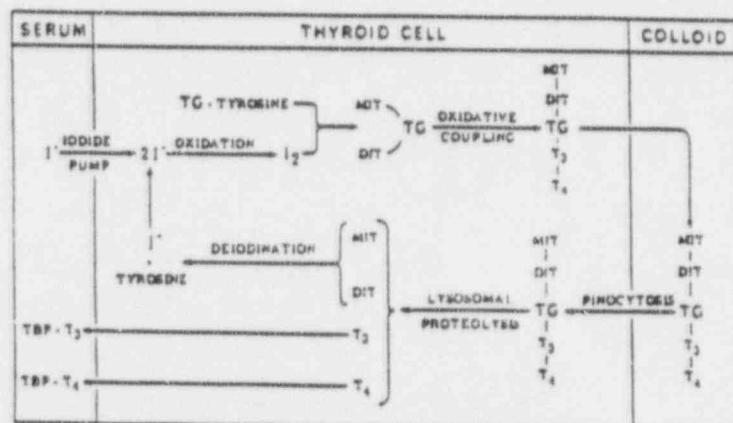 SERUM THYROID CELL COLLOID
MIT
DIT
TG - TYROSINE MIT
TG OXIDATIVE COUPLING TG
I⁻ IODIDE PUMP 2I⁻ OXIDATION I₂
DIT
T₃
T₄
I⁻
TYROSINE
DEIODINATION
MIT
DIT
T₃
T₄
LYSOSOMAL
PROTEOLYSIS
MIT
DIT
TG
T₃
T₄
PINOCYTOSIS
MIT
DIT
TG
T₃
T₄
TBP - T₃
TBP - T₄